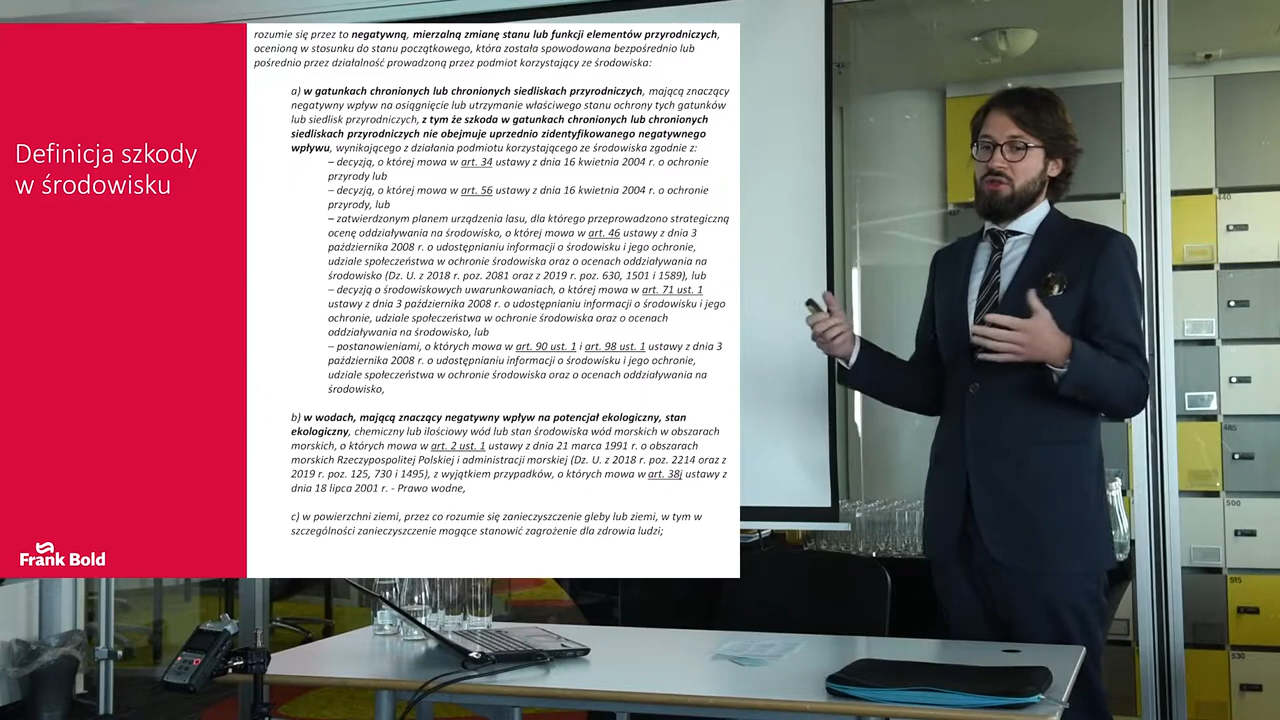 Definicja szkody
w środowisku
Frank Bold
rozumie się przez to negatywną, mierzalną zmianę stanu lub funkcji elementów przyrodniczych,
ocenioną w stosunku do stanu początkowego, która została spowodowana bezpośrednio lub
pośrednio przez działalność prowadzoną przez podmiot korzystający ze środowiska:
a) w gatunkach chronionych lub chronionych siedliskach przyrodniczych, mającą znaczący
negatywny wpływ na osiągnięcie lub utrzymanie właściwego stanu ochrony tych gatunków
lub siedlisk przyrodniczych, z tym że szkoda w gatunkach chronionych lub chronionych
siedliskach przyrodniczych nie obejmuje uprzednio zidentyfikowanego negatywnego
wpływu, wynikającego z działania podmiotu korzystającego ze środowiska zgodnie z:
– decyzją, o której mowa w art. 34 ustawy z dnia 16 kwietnia 2004 r. o ochronie
przyrody lub
– decyzją, o której mowa w art. 56 ustawy z dnia 16 kwietnia 2004 r. o ochronie
przyrody, lub
– zatwierdzonym planem urządzenia lasu, dla którego przeprowadzono strategiczną
ocenę oddziaływania na środowisko, o której mowa w art. 46 ustawy z dnia 3
października 2008 r. o udostępnianiu informacji o środowisku i jego ochronie,
udziale społeczeństwa w ochronie środowiska oraz o ocenach oddziaływania na
środowisko (Dz. U. z 2018 r. poz. 2081 oraz z 2019 r. poz. 630, 1501 i 1589), lub
– decyzją o środowiskowych uwarunkowaniach, o której mowa w art. 71 ust. 1
ustawy z dnia 3 października 2008 r. o udostępnianiu informacji o środowisku i jego
ochronie, udziale społeczeństwa w ochronie środowiska oraz o ocenach
oddziaływania na środowisko, lub
– postanowieniami, o których mowa w art. 90 ust. 1 i art. 98 ust. 1 ustawy z dnia 3
października 2008 r. o udostępnianiu informacji o środowisku i jego ochronie,
udziale społeczeństwa w ochronie środowiska oraz o ocenach oddziaływania na
środowisko,
b) w wodach, mającą znaczący negatywny wpływ na potencjał ekologiczny, stan
ekologiczny, chemiczny lub ilościowy wód lub stan środowiska wód morskich w obszarach
morskich, o których mowa w art. 2 ust. 1 ustawy z dnia 21 marca 1991 r. o obszarach
morskich Rzeczypospolitej Polskiej i administracji morskiej (Dz. U. z 2018 r. poz. 2214 oraz z
2019 r. poz. 125, 730 i 1495), z wyjątkiem przypadków, o których mowa w art. 38j ustawy z
dnia 18 lipca 2001 r. - Prawo wodne,
c) w powierzchni ziemi, przez co rozumie się zanieczyszczenie gleby lub ziemi, w tym w
szczególności zanieczyszczenie mogące stanowić zagrożenie dla zdrowia ludzi;
437
440
485
500
515
530